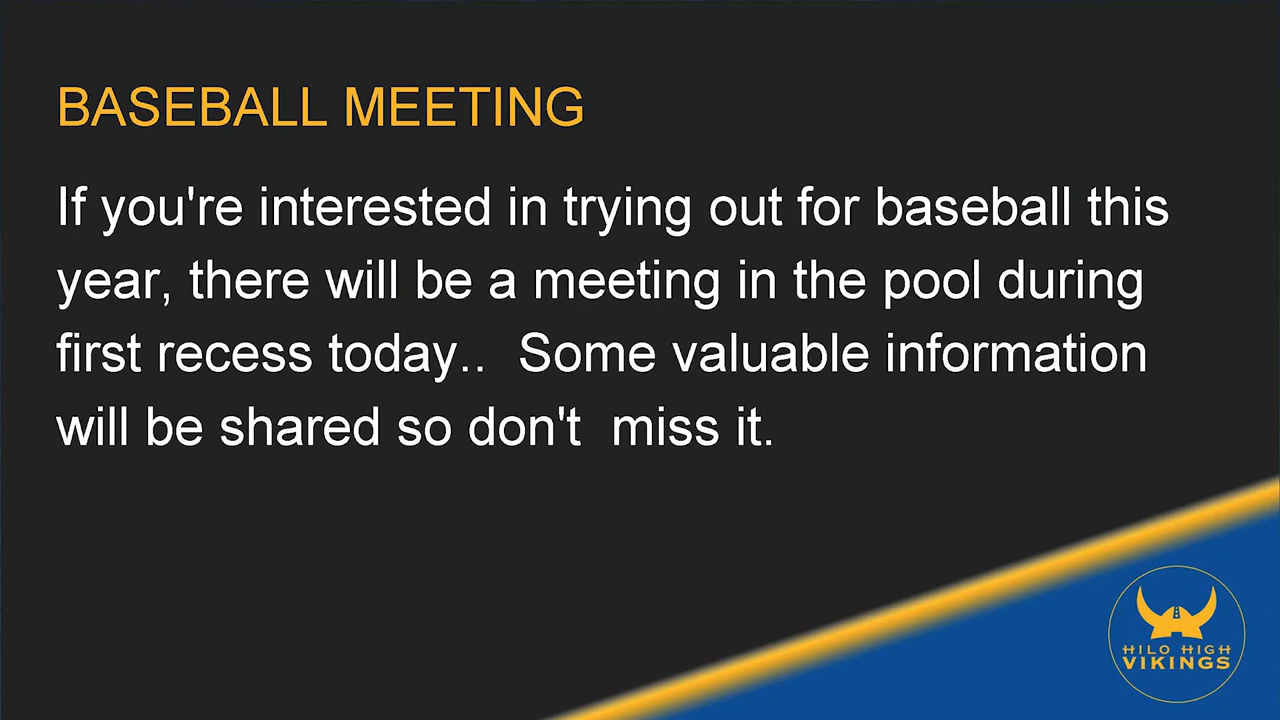 BASEBALL MEETING
If you're interested in trying out for baseball this
year, there will be a meeting in the pool during
first recess today..  Some valuable information
will be shared so don't  miss it.
HILO HIGH
VIKINGS